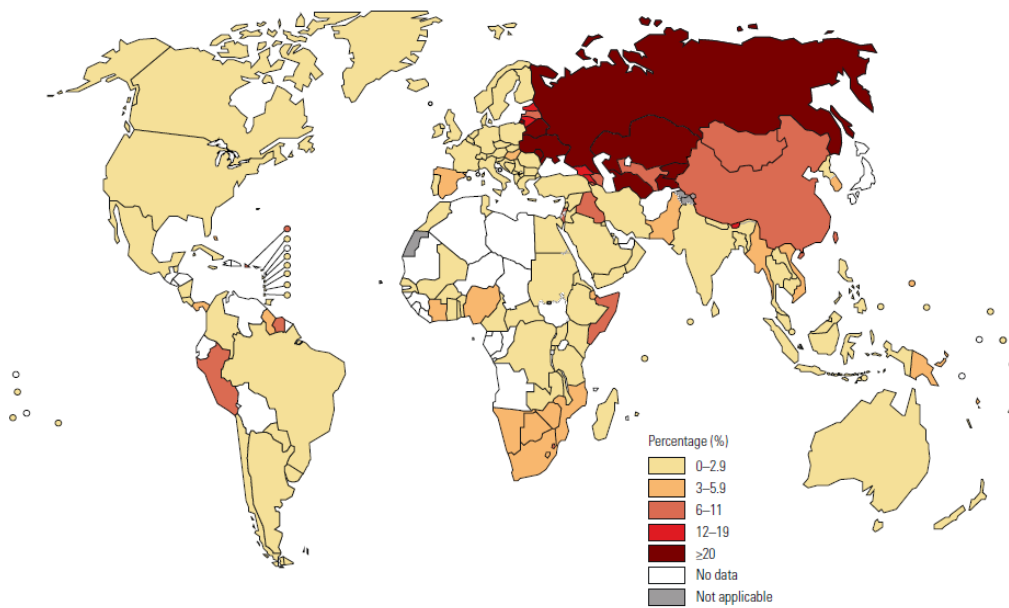 Percentage (%)
0–2.9
3–5.9
6–11
12–19
≥20
No data
Not applicable